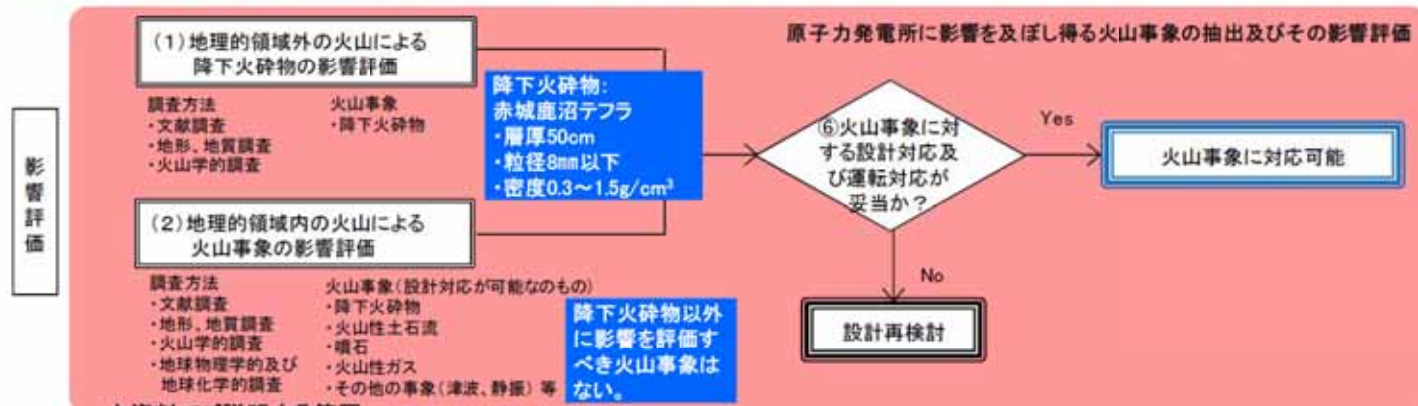 原子力発電所に影響を及ぼし得る火山事象の抽出及びその影響評価
影響評価
(1)地理的領域外の火山による
降下火砕物の影響評価
調査方法
・文献調査
・地形、地質調査
・火山学的調査
火山事象
・降下火砕物
降下火砕物:
赤城鹿沼テフラ
・層厚50cm
・粒径8㎜以下
・密度0.3～1.5g/cm³
(2)地理的領域内の火山による
火山事象の影響評価
調査方法
・文献調査
・地形、地質調査
・火山学的調査
・地球物理学的及び
地球化学的調査
火山事象(設計対応が可能なのもの)
・降下火砕物
・火山性土石流
・噴石
・火山性ガス
・その他の事象(津波、静振) 等
降下火砕物以外
に影響を評価す
べき火山事象は
ない。
⑥火山事象に対
する設計対応及
び運転対応が
妥当か？
Yes
火山事象に対応可能
No
設計再検討